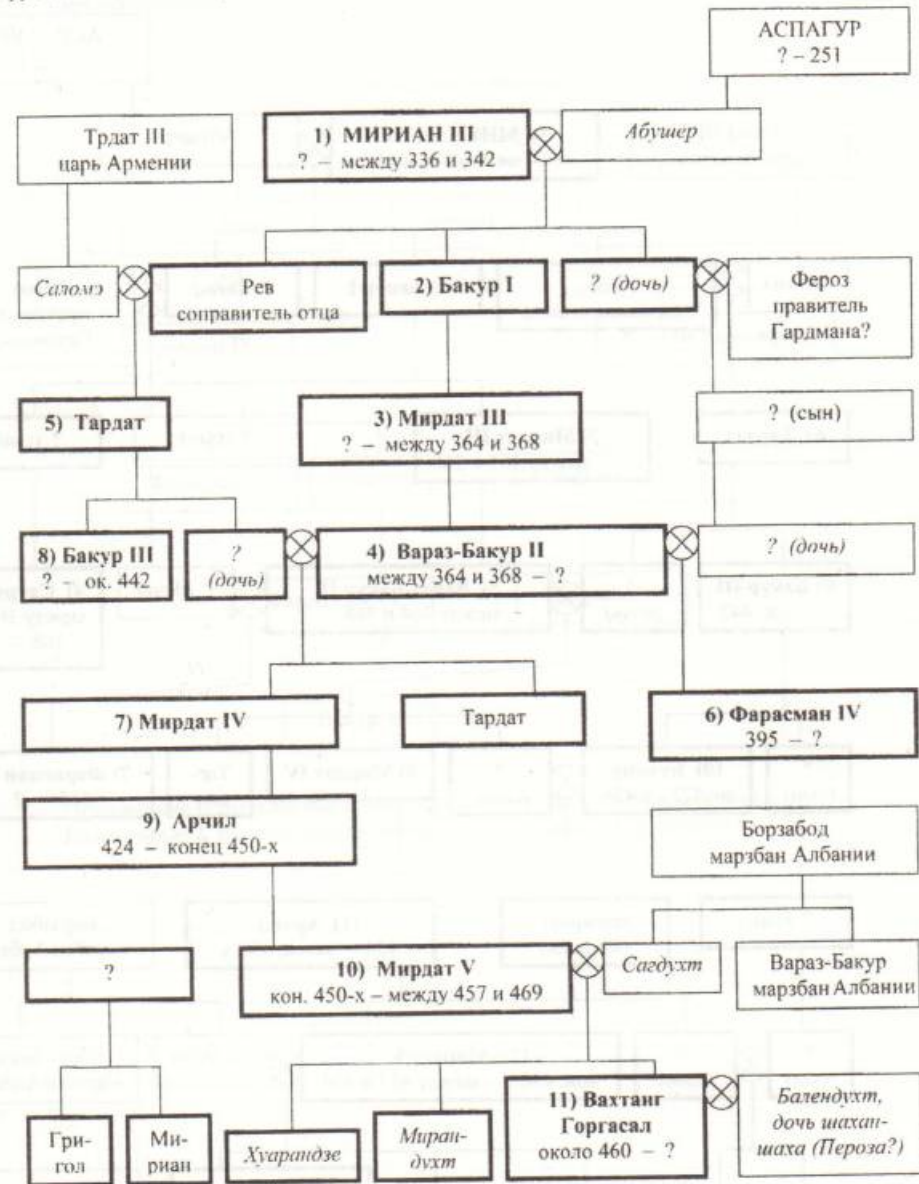 АСПАГУР
? – 251
Трдат III
царь Армении
1) МИРИАН III
? – между 336 и 342
Абушер
Саломэ
Рев
соправитель отца
2) Бакур I
? (дочь)
Фероз
правитель
Гардмана?
5) Тардат
3) Мирдат III
? – между 364 и 368
? (сын)
8) Бакур III
? – ок. 442
?
(дочь)
4) Вараз-Бакур II
между 364 и 368 – ?
? (дочь)
7) Мирдат IV
Тардат
6) Фарасман IV
395 – ?
9) Арчил
424 – конец 450-х
Борзабод
марзбан Албании
?
10) Мирдат V
кон. 450-х – между 457 и 469
Сагдухт
Вараз-Бакур
марзбан Албании
Гри-
гол
Ми-
риан
Хуарандзе
Миран-
духт
11) Вахтанг
Горгасал
около 460 – ?
Балендухт,
дочь шахан-
шаха (Пероза?)